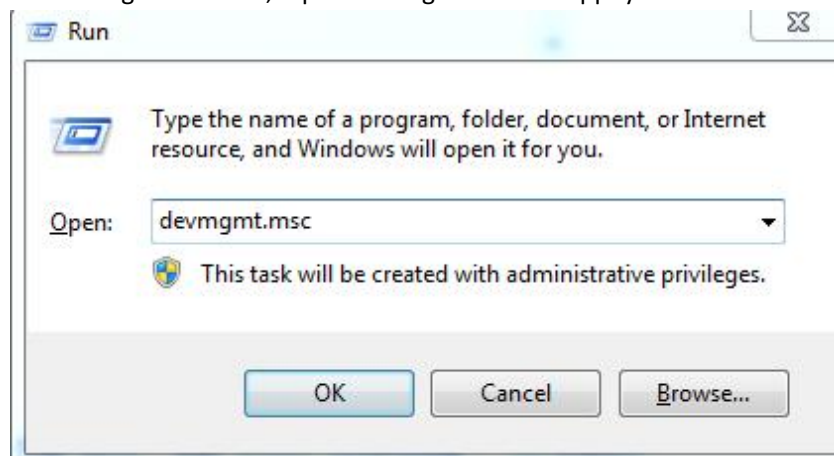 Run
Type the name of a program, folder, document, or Internet
resource, and Windows will open it for you.
Open: devmgmt.msc
This task will be created with administrative privileges.
OK Cancel Browse...